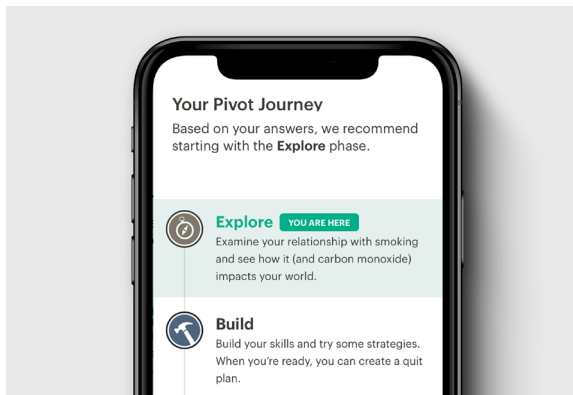 Your Pivot Journey
Based on your answers, we recommend
starting with the Explore phase.
Explore YOU ARE HERE
Examine your relationship with smoking
and see how it (and carbon monoxide)
impacts your world.
Build
Build your skills and try some strategies.
When you're ready, you can create a quit
plan.